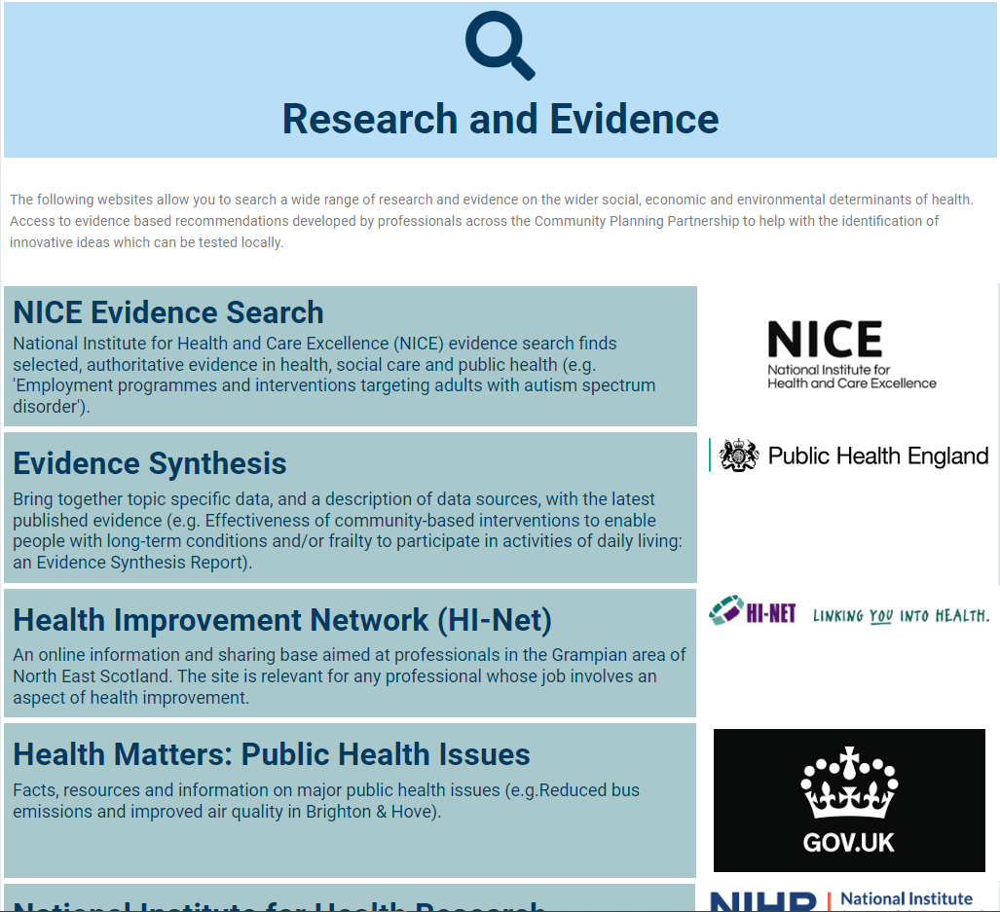 Research and Evidence
The following websites allow you to search a wide range of research and evidence on the wider social, economic and environmental determinants of health.
Access to evidence based recommendations developed by professionals across the Community Planning Partnership to help with the identification of
innovative ideas which can be tested locally.
NICE Evidence Search
National Institute for Health and Care Excellence (NICE) evidence search finds
selected, authoritative evidence in health, social care and public health (e.g.
'Employment programmes and interventions targeting adults with autism spectrum
disorder').
NICE
National Institute for
Health and Care Excellence
Evidence Synthesis
Bring together topic specific data, and a description of data sources, with the latest
published evidence (e.g. Effectiveness of community-based interventions to enable
people with long-term conditions and/or frailty to participate in activities of daily living:
an Evidence Synthesis Report).
Public Health England
Health Improvement Network (HI-Net)
An online information and sharing base aimed at professionals in the Grampian area of
North East Scotland. The site is relevant for any professional whose job involves an
aspect of health improvement.
HI-NET LINKING YOU INTO HEALTH.
Health Matters: Public Health Issues
Facts, resources and information on major public health issues (e.g.Reduced bus
emissions and improved air quality in Brighton & Hove).
GOV.UK
National Institute for Health Research
NIHR | National Institute